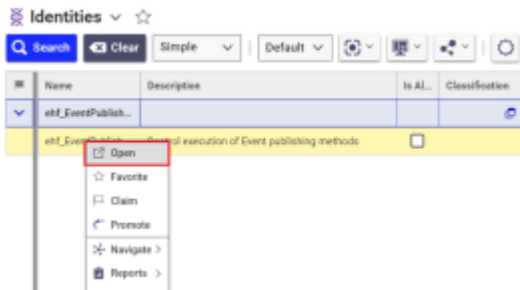 Identities
Search Clear Simple Default
Name Description Is Al... Classification
ehf_EventPublish...
ehf_Even Control execution of Event publishing methods
Open
Favorite
Claim
Promote
Navigate >
Reports >